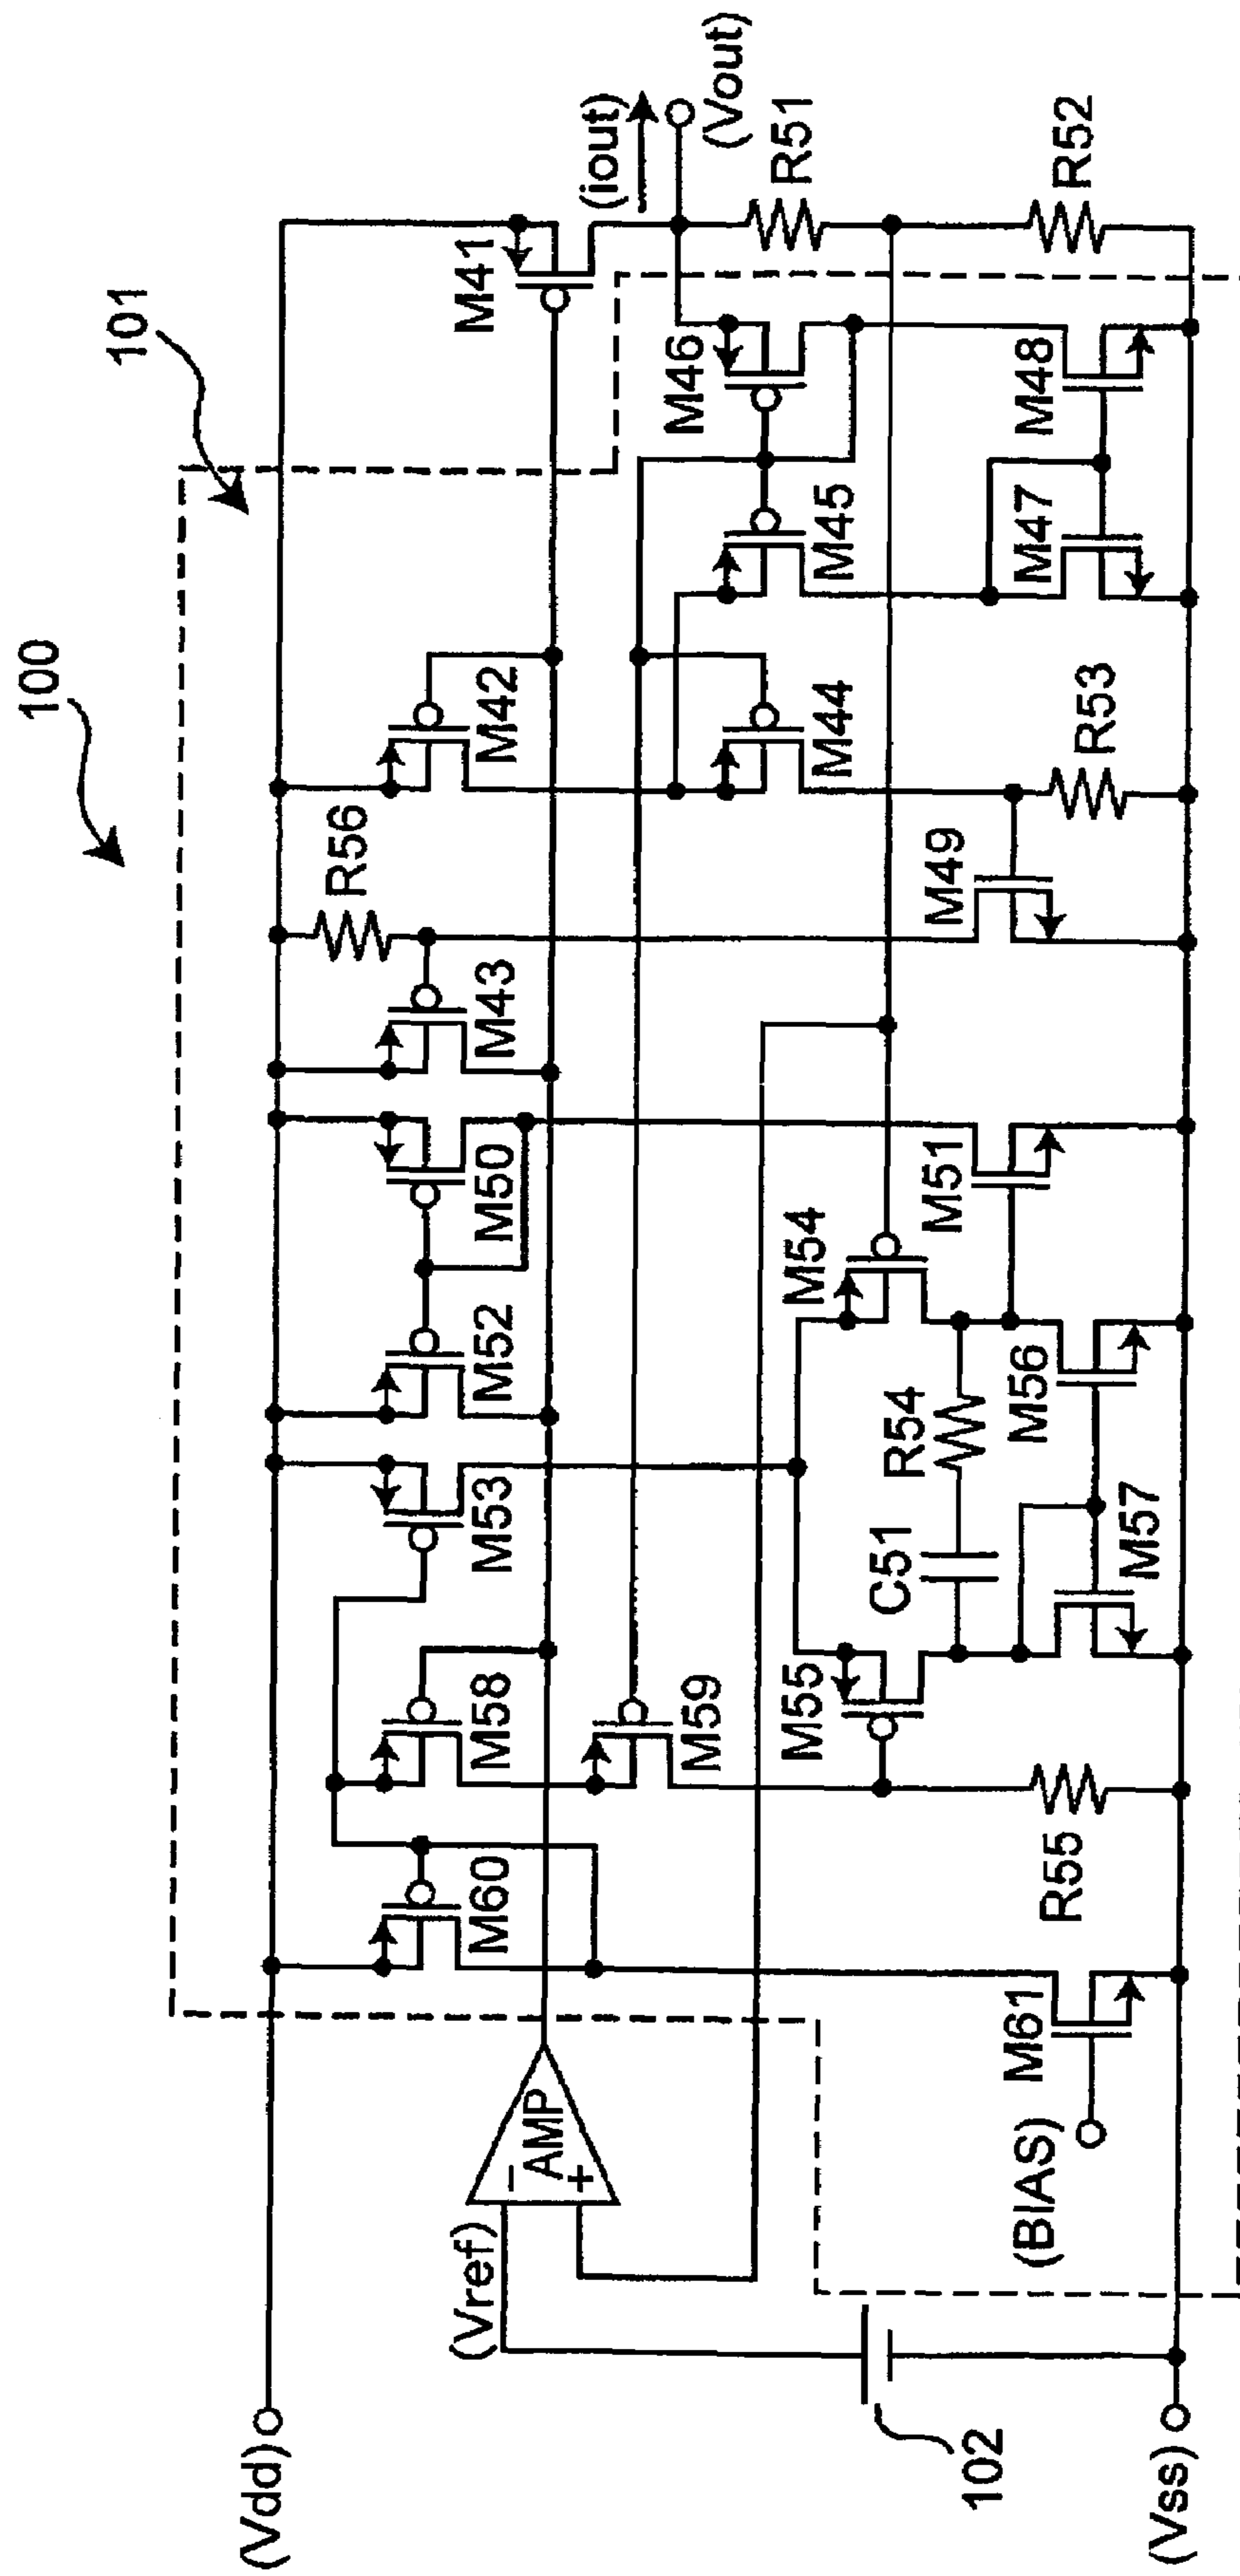 100
101
(Vdd)
R56
M41
(iout)
(Vout)
M60
M58
M53
M52
M50
M43
M42
(Vref)
AMP
−
+
M59
M46
R51
M45
M44
M55
M54
C51
R54
M51
M49
R53
M47
M48
R52
102
(BIAS)
M61
R55
M57
M56
(Vss)